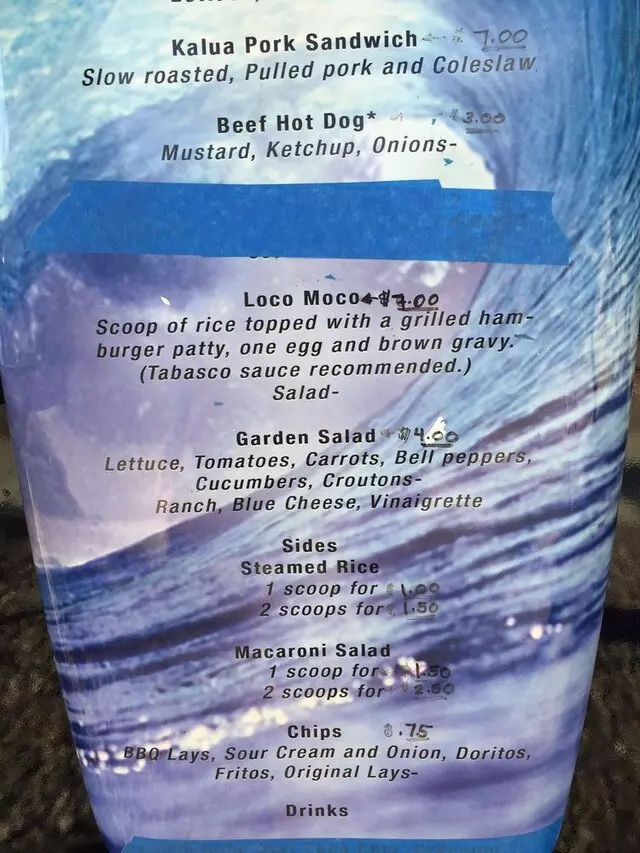 Kalua Pork Sandwich 7.00
Slow roasted, Pulled pork and Coleslaw
Beef Hot Dog* $3.00
Mustard, Ketchup, Onions-
Loco Moco $7.00
Scoop of rice topped with a grilled ham-
burger patty, one egg and brown gravy.
(Tabasco sauce recommended.)
Salad-
Garden Salad $4.00
Lettuce, Tomatoes, Carrots, Bell peppers,
Cucumbers, Croutons-
Ranch, Blue Cheese, Vinaigrette
Sides
Steamed Rice
1 scoop for $1.00
2 scoops for $1.50
Macaroni Salad
1 scoop for $1.50
2 scoops for $2.50
Chips $.75
BBQ Lays, Sour Cream and Onion, Doritos,
Fritos, Original Lays-
Drinks